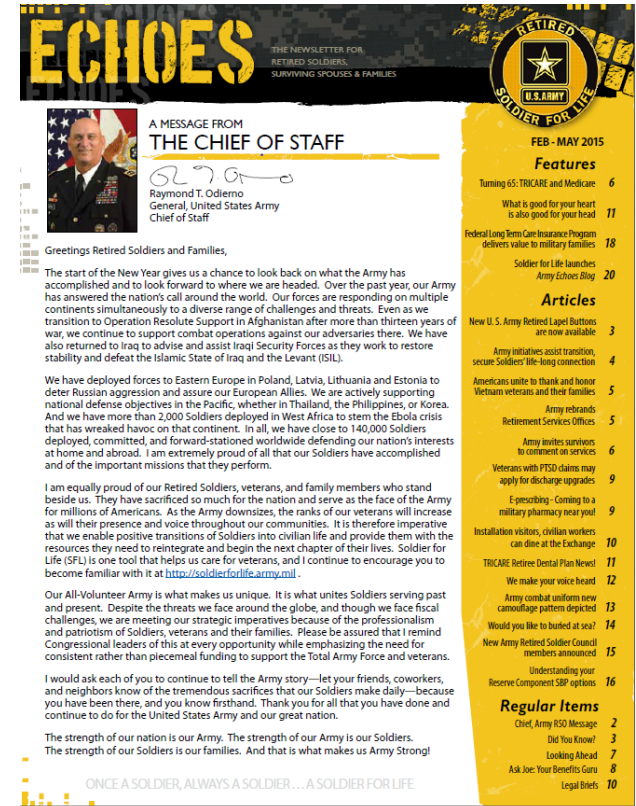 ECHOES
THE NEWSLETTER FOR
RETIRED SOLDIERS,
SURVIVING SPOUSES & FAMILIES
RETIRED
U.S.ARMY
SOLDIER FOR LIFE
A MESSAGE FROM
THE CHIEF OF STAFF
Raymond T. Odierno
General, United States Army
Chief of Staff
Greetings Retired Soldiers and Families,
The start of the New Year gives us a chance to look back on what the Army has
accomplished and to look forward to where we are headed. Over the past year, our Army
has answered the nation's call around the world. Our forces are responding on multiple
continents simultaneously to a diverse range of challenges and threats. Even as we
transition to Operation Resolute Support in Afghanistan after more than thirteen years of
war, we continue to support combat operations against our adversaries there. We have
also returned to Iraq to advise and assist Iraqi Security Forces as they work to restore
stability and defeat the Islamic State of Iraq and the Levant (ISIL).
We have deployed forces to Eastern Europe in Poland, Latvia, Lithuania and Estonia to
deter Russian aggression and assure our European Allies. We are actively supporting
national defense objectives in the Pacific, whether in Thailand, the Philippines, or Korea.
And we have more than 2,000 Soldiers deployed in West Africa to stem the Ebola crisis
that has wreaked havoc on that continent. In all, we have close to 140,000 Soldiers
deployed, committed, and forward-stationed worldwide defending our nation's interests
at home and abroad. I am extremely proud of all that our Soldiers have accomplished
and of the important missions that they perform.
I am equally proud of our Retired Soldiers, veterans, and family members who stand
beside us. They have sacrificed so much for the nation and serve as the face of the Army
for millions of Americans. As the Army downsizes, the ranks of our veterans will increase
as will their presence and voice throughout our communities. It is therefore imperative
that we enable positive transitions of Soldiers into civilian life and provide them with the
resources they need to reintegrate and begin the next chapter of their lives. Soldier for
Life (SFL) is one tool that helps us care for veterans, and I continue to encourage you to
become familiar with it at http://soldierforlife.army.mil .
Our All-Volunteer Army is what makes us unique. It is what unites Soldiers serving past
and present. Despite the threats we face around the globe, and though we face fiscal
challenges, we are meeting our strategic imperatives because of the professionalism
and patriotism of Soldiers, veterans and their families. Please be assured that I remind
Congressional leaders of this at every opportunity while emphasizing the need for
consistent rather than piecemeal funding to support the Total Army Force and veterans.
I would ask each of you to continue to tell the Army story—let your friends, coworkers,
and neighbors know of the tremendous sacrifices that our Soldiers make daily—because
you have been there, and you know firsthand. Thank you for all that you have done and
continue to do for the United States Army and our great nation.
The strength of our nation is our Army. The strength of our Army is our Soldiers.
The strength of our Soldiers is our families. And that is what makes us Army Strong!
ONCE A SOLDIER, ALWAYS A SOLDIER . . . A SOLDIER FOR LIFE
FEB - MAY 2015
Features
Turning 65: TRICARE and Medicare 6
What is good for your heart
is also good for your head 11
Federal Long Term Care Insurance Program
delivers value to military families 18
Soldier for Life launches
Army Echoes Blog 20
Articles
New U. S. Army Retired Lapel Buttons
are now available 3
Army initiatives assist transition,
secure Soldiers' life-long connection 4
Americans unite to thank and honor
Vietnam veterans and their families 5
Army rebrands
Retirement Services Offices 5
Army invites survivors
to comment on services 6
Veterans with PTSD claims may
apply for discharge upgrades 9
E-prescribing - Coming to a
military pharmacy near you! 9
Installation visitors, civilian workers
can dine at the Exchange 10
TRICARE Retiree Dental Plan News! 11
We make your voice heard 12
Army combat uniform new
camouflage pattern depicted 13
Would you like to buried at sea? 14
New Army Retired Soldier Council
members announced 15
Understanding your
Reserve Component SBP options 16
Regular Items
Chief, Army RSO Message 2
Did You Know? 3
Looking Ahead 7
Ask Joe: Your Benefits Guru 8
Legal Briefs 10